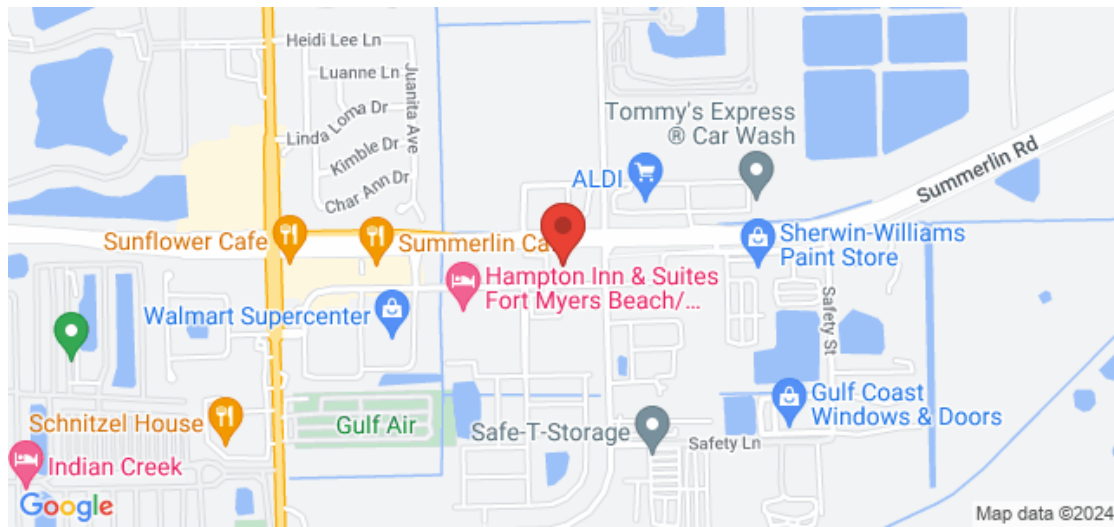 Heidi Lee Ln
Luanne Ln
Juanita Ave
Linda Loma Dr
Kimble Dr
Char Ann Dr
Tommy's Express
® Car Wash
ALDI
Summerlin Rd
Sunflower Cafe
Summerlin Ca
Sherwin-Williams
Paint Store
Hampton Inn & Suites
Fort Myers Beach/...
Walmart Supercenter
Safety St
Gulf Coast
Windows & Doors
Schnitzel House
Gulf Air
Safe-T-Storage
Safety Ln
Indian Creek
Google
Map data ©2024